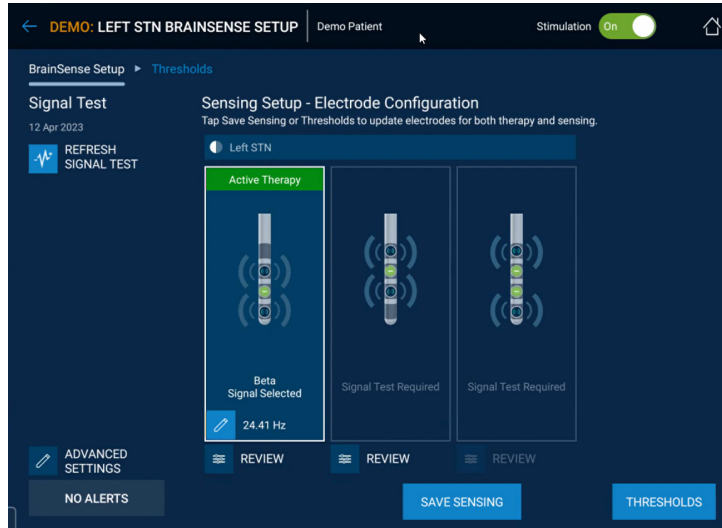 DEMO: LEFT STN BRAINSENSE SETUP
Demo Patient
Stimulation On
BrainSense Setup ► Thresholds
Signal Test
12 Apr 2023
REFRESH
SIGNAL TEST
Sensing Setup - Electrode Configuration
Tap Save Sensing or Thresholds to update electrodes for both therapy and sensing.
Left STN
Active Therapy
Beta
Signal Selected
24.41 Hz
Signal Test Required
Signal Test Required
REVIEW
REVIEW
REVIEW
ADVANCED
SETTINGS
NO ALERTS
SAVE SENSING
THRESHOLDS